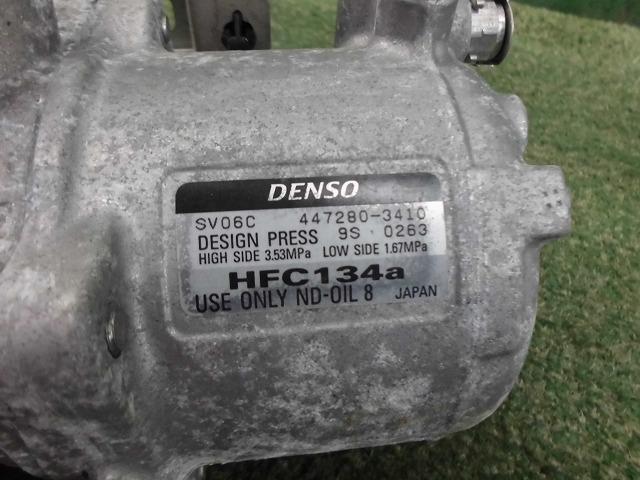 DENSO
SV06C 447280-3410
DESIGN PRESS 9S 0263
HIGH SIDE 3.53MPa LOW SIDE 1.67MPa
HFC134a
USE ONLY ND-OIL 8 JAPAN